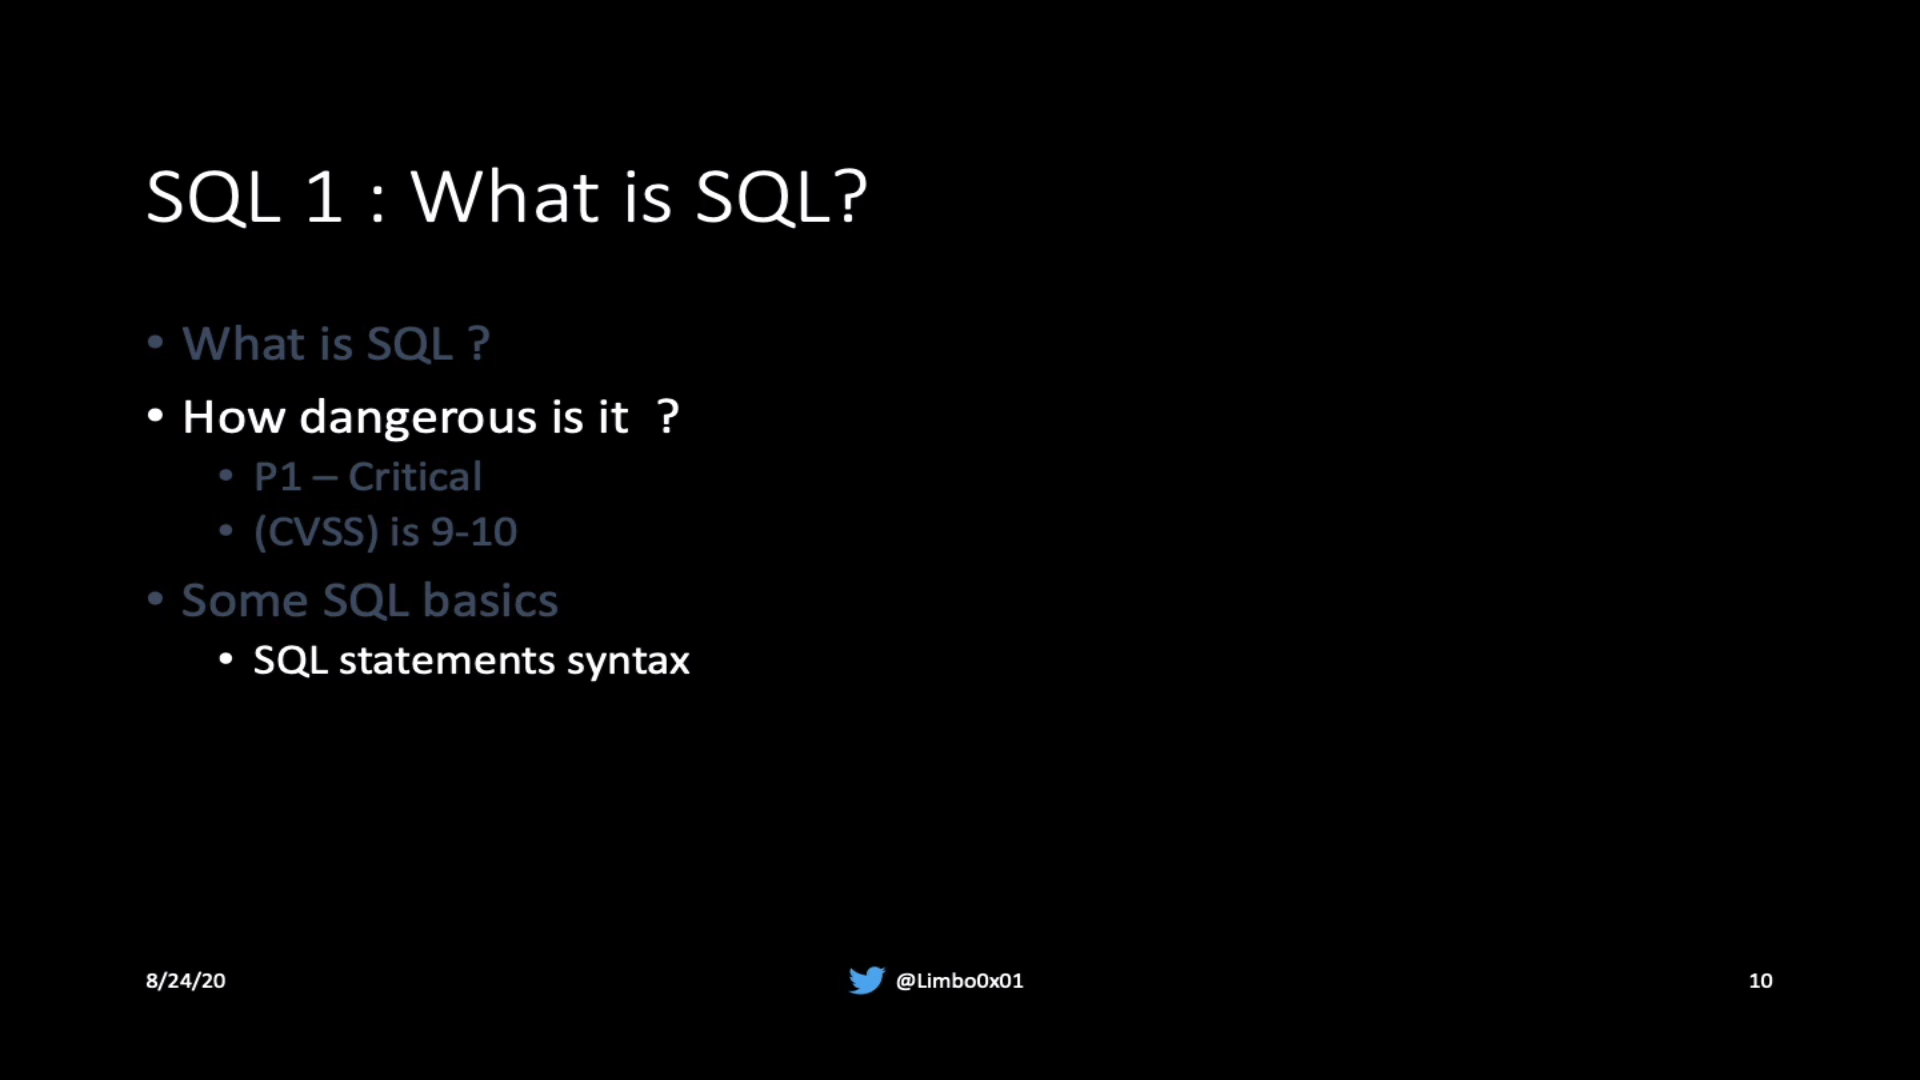 SQL 1 : What is SQL?
• What is SQL ?
• How dangerous is it  ?
• P1 – Critical
• (CVSS) is 9-10
• Some SQL basics
• SQL statements syntax
8/24/20
@Limbo0x01
10